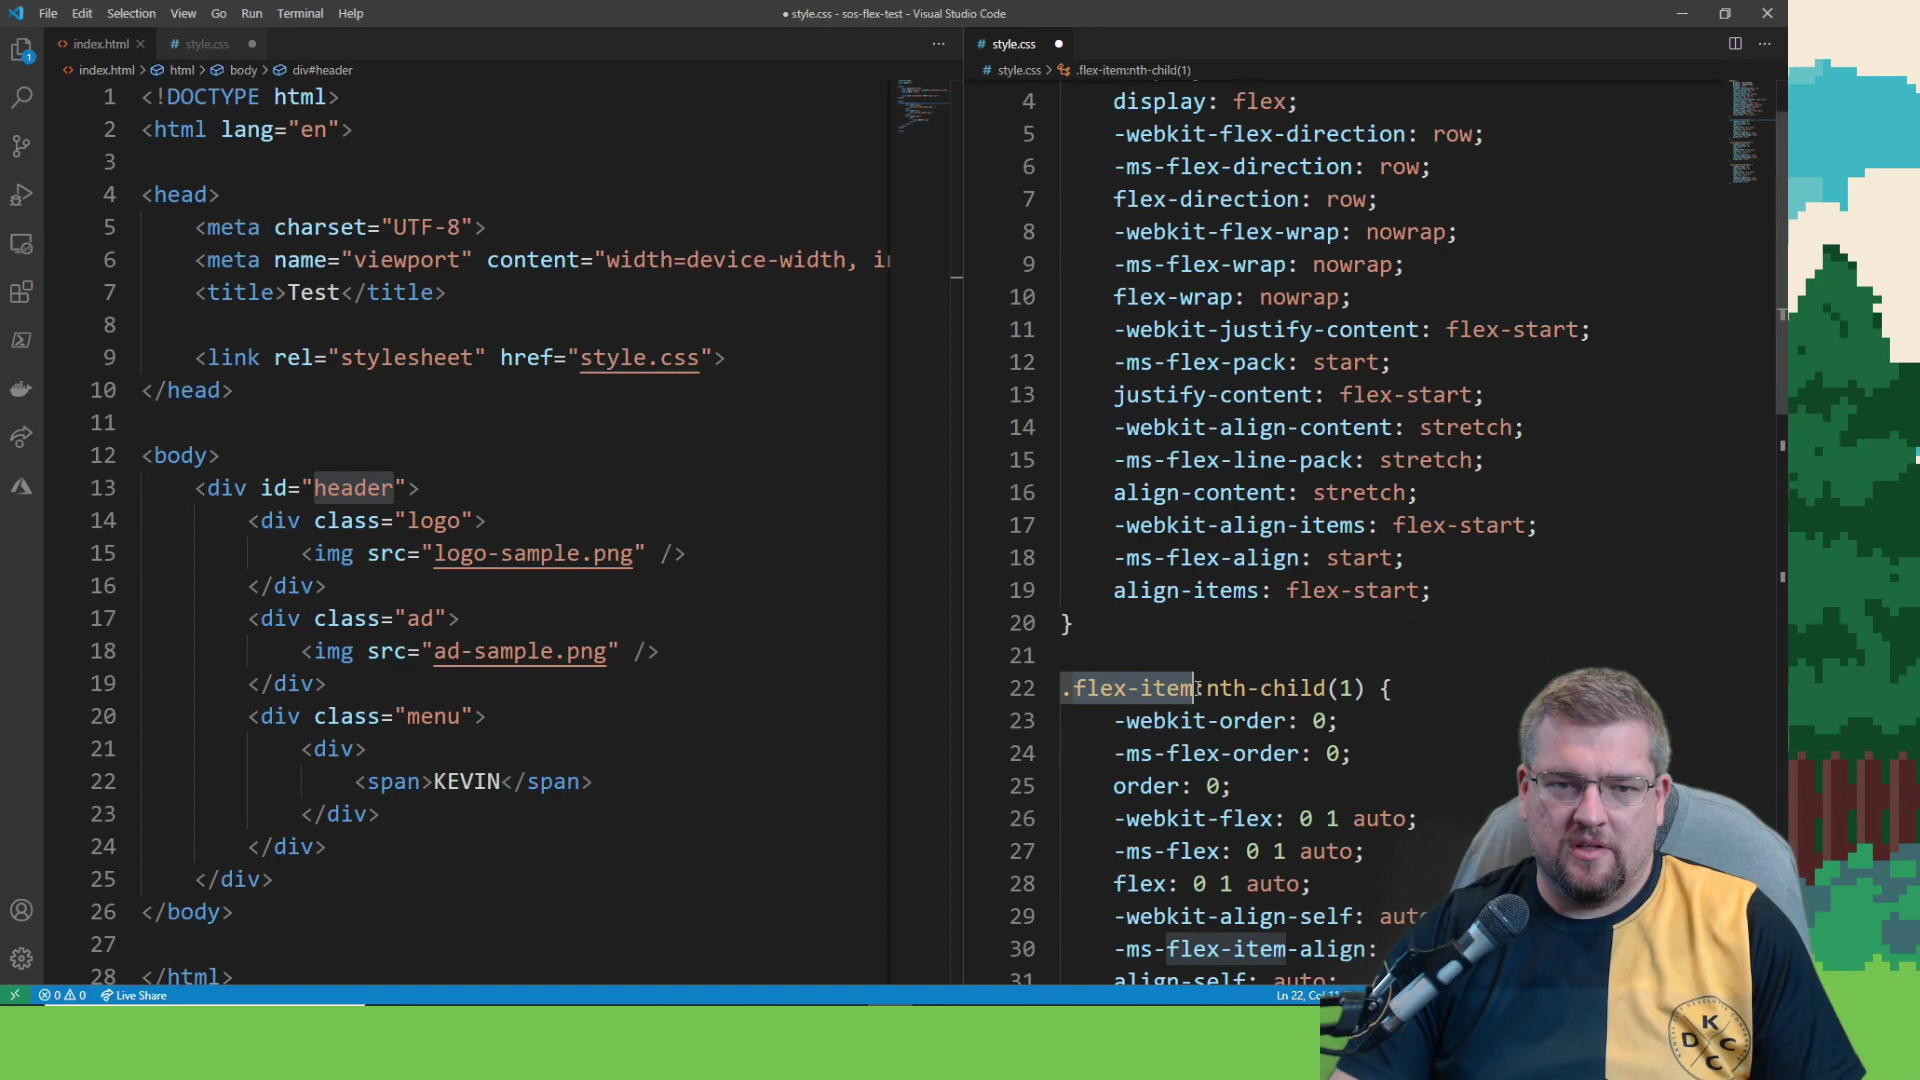 File Edit Selection View Go Run Terminal Help
● style.css - sos-flex-test - Visual Studio Code
index.html
style.css
index.html > html > body > div#header
1 <!DOCTYPE html>
2 <html lang="en">
3
4 <head>
5 <meta charset="UTF-8">
6 <meta name="viewport" content="width=device-width, in
7 <title>Test</title>
8
9 <link rel="stylesheet" href="style.css">
10 </head>
11
12 <body>
13 <div id="header">
14 <div class="logo">
15 <img src="logo-sample.png" />
16 </div>
17 <div class="ad">
18 <img src="ad-sample.png" />
19 </div>
20 <div class="menu">
21 <div>
22 <span>KEVIN</span>
23 </div>
24 </div>
25 </div>
26 </body>
27
28 </html>
# style.css
# style.css > .flex-item:nth-child(1)
4 display: flex;
5 -webkit-flex-direction: row;
6 -ms-flex-direction: row;
7 flex-direction: row;
8 -webkit-flex-wrap: nowrap;
9 -ms-flex-wrap: nowrap;
10 flex-wrap: nowrap;
11 -webkit-justify-content: flex-start;
12 -ms-flex-pack: start;
13 justify-content: flex-start;
14 -webkit-align-content: stretch;
15 -ms-flex-line-pack: stretch;
16 align-content: stretch;
17 -webkit-align-items: flex-start;
18 -ms-flex-align: start;
19 align-items: flex-start;
20 }
21
22 .flex-item:nth-child(1) {
23 -webkit-order: 0;
24 -ms-flex-order: 0;
25 order: 0;
26 -webkit-flex: 0 1 auto;
27 -ms-flex: 0 1 auto;
28 flex: 0 1 auto;
29 -webkit-align-self: auto
30 -ms-flex-item-align:
31 align-self: auto;
1
0 0 Live Share
Ln 22, Col 1
K
D C
C